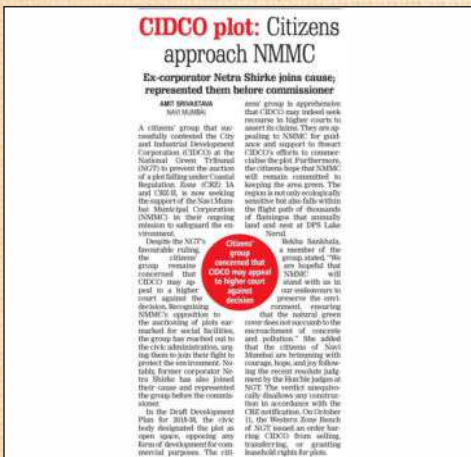 CIDCO plot: Citizens
approach NMMC
Ex-corporator Netra Shirke joins cause;
represented them before commissioner
AMIT SRIVASTAVA
NAVI MUMBAI
A citizens' group that suc-
cessfully contested the City
and Industrial Development
Corporation (CIDCO) at the
National Green Tribunal
(NGT) to prevent the auction
of a plot falling under Coastal
Regulation Zone (CRZ) IA
and CRZ-II, is now seeking
the support of the Navi Mum-
bai Municipal Corporation
(NMMC) in their ongoing
mission to safeguard the en-
vironment.
Despite the NGT's
favourable ruling,
the citizens'
group remains
concerned that
CIDCO may ap-
peal to a higher
court against the
decision. Recognising
NMMC's opposition to
the auctioning of plots ear-
marked for social facilities,
the group has reached out to
the civic administration, urg-
ing them to join their fight to
protect the environment. No-
tably, former corporator Ne-
tra Shirke has also joined
their cause and represented
the group before the commis-
sioner.
In the Draft Development
Plan for 2018-38, the civic
body designated the plot as
open space, opposing any
form of development for com-
mercial purposes. The citi-
zens' group is apprehensive
that CIDCO may indeed seek
recourse in higher courts to
assert its claims. They are ap-
pealing to NMMC for guid-
ance and support to thwart
CIDCO's efforts to commer-
cialise the plot. Furthermore,
the citizens hope that NMMC
will remain committed to
keeping the area green. The
region is not only ecologically
sensitive but also falls within
the flight path of thousands
of flamingos that annually
land and nest at DPS Lake
Nerul.
Rekha Sankhala,
a member of the
group, stated, "We
are hopeful that
NMMC will
stand with us in
our endeavours to
preserve the envi-
ronment, ensuring
that the natural green
cover does not succumb to the
encroachment of concrete
and pollution." She added
that the citizens of Navi
Mumbai are brimming with
courage, hope, and joy follow-
ing the recent resolute judg-
ment by the Hon'ble judges at
NGT. The verdict unequivo-
cally disallows any construc-
tion in accordance with the
CRZ notification. On October
11, the Western Zone Bench
of NGT issued an order bar-
ring CIDCO from selling,
transferring, or granting
leasehold rights for plots.
Citizens'
group
concerned that
CIDCO may appeal
to higher court
against
decision